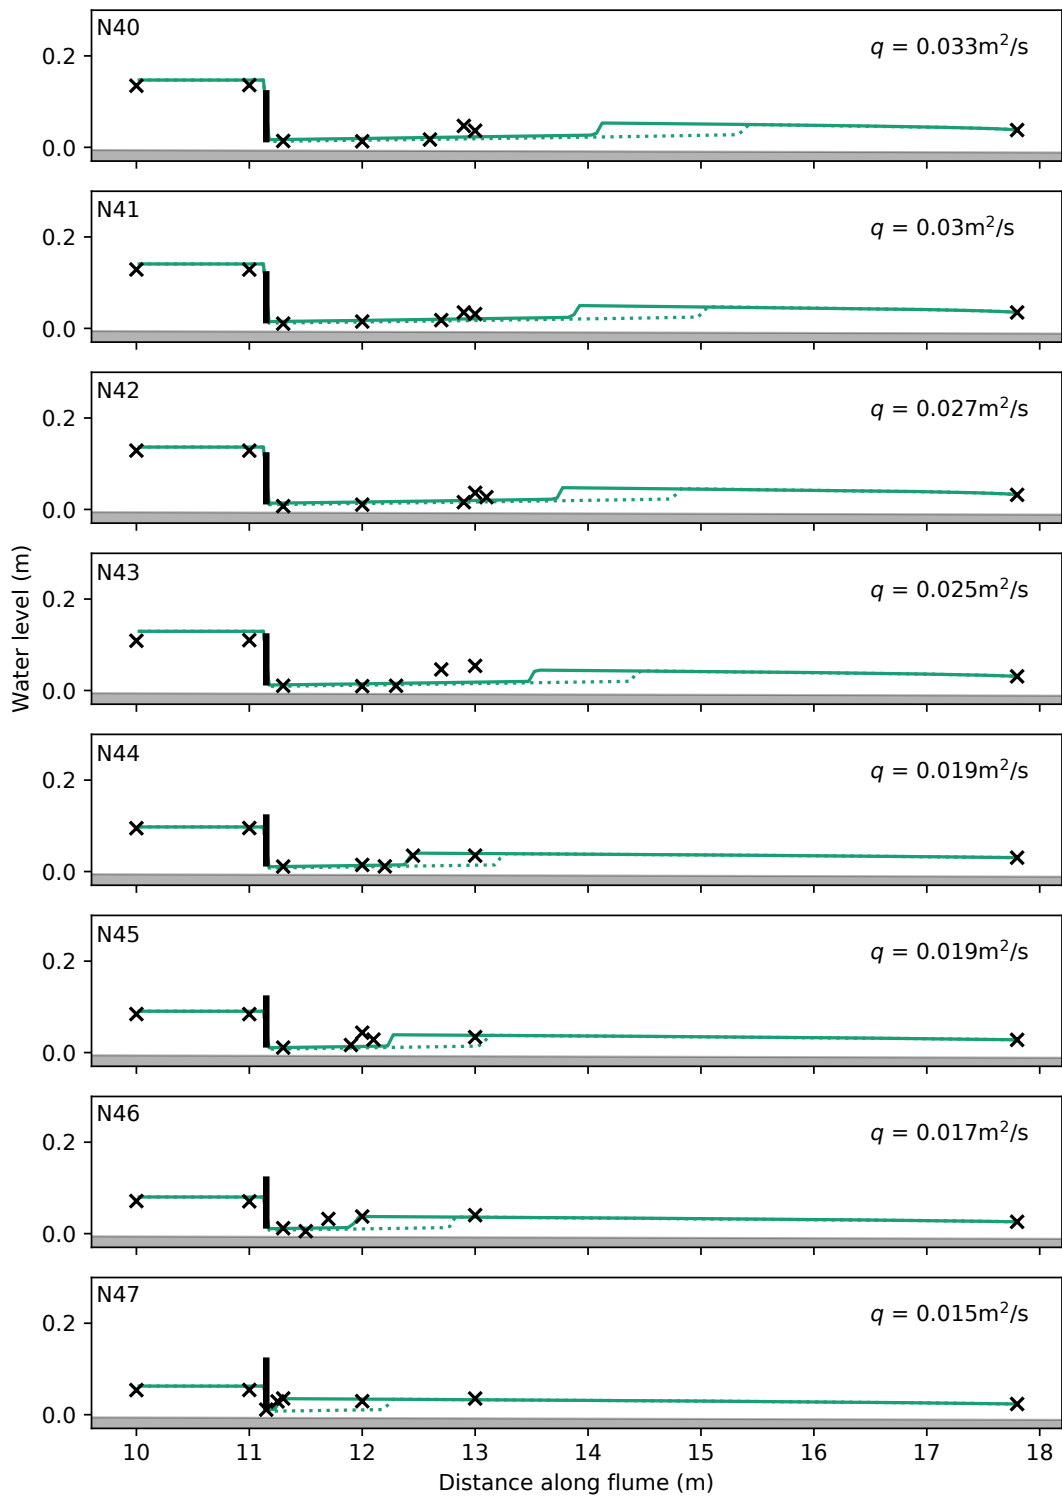 N40
q = 0.033m²/s
0.2
0.0
N41
q = 0.03m²/s
0.2
0.0
N42
q = 0.027m²/s
0.2
0.0
Water level (m)
N43
q = 0.025m²/s
0.2
0.0
N44
q = 0.019m²/s
0.2
0.0
N45
q = 0.019m²/s
0.2
0.0
N46
q = 0.017m²/s
0.2
0.0
N47
q = 0.015m²/s
0.2
0.0
10 11 12 13 14 15 16 17 18
Distance along flume (m)